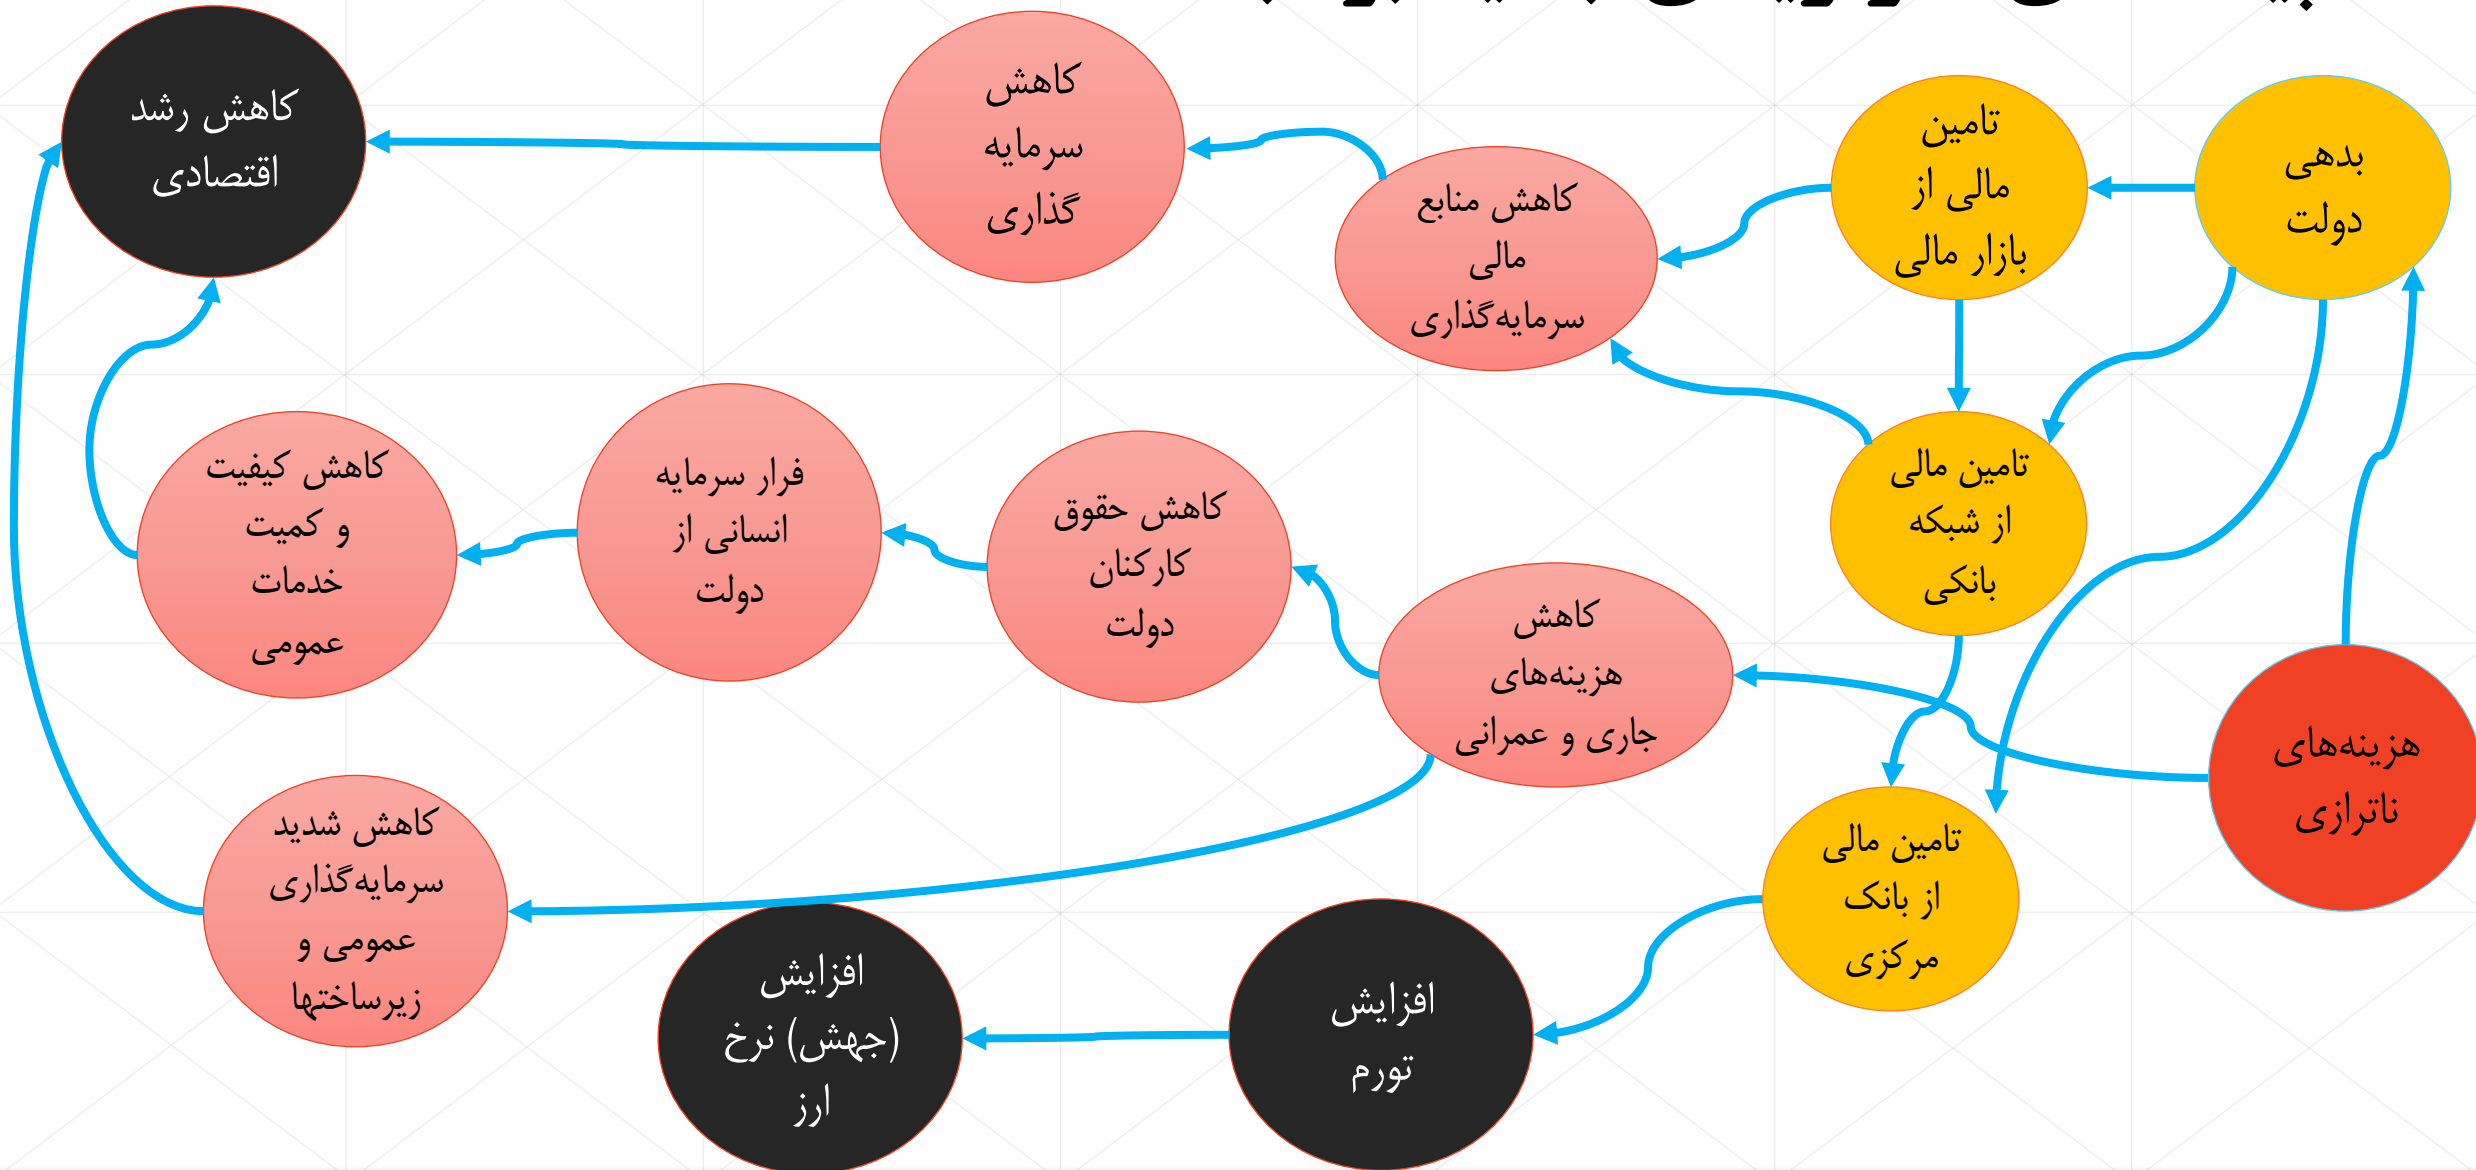 بدهی
دولت
تامین
مالی از
بازار مالی
کاهش منابع
مالی
سرمایه‌گذاری
کاهش
سرمایه
گذاری
کاهش رشد
اقتصادی
تامین مالی
از شبکه
بانکی
کاهش
هزینه‌های
جاری و عمرانی
کاهش حقوق
کارکنان
دولت
فرار سرمایه
انسانی از
دولت
کاهش کیفیت
و کمیت
خدمات
عمومی
هزینه‌های
ناترازی
تامین مالی
از بانک
مرکزی
افزایش
تورم
افزایش
(جهش) نرخ
ارز
کاهش شدید
سرمایه‌گذاری
عمومی و
زیرساختها